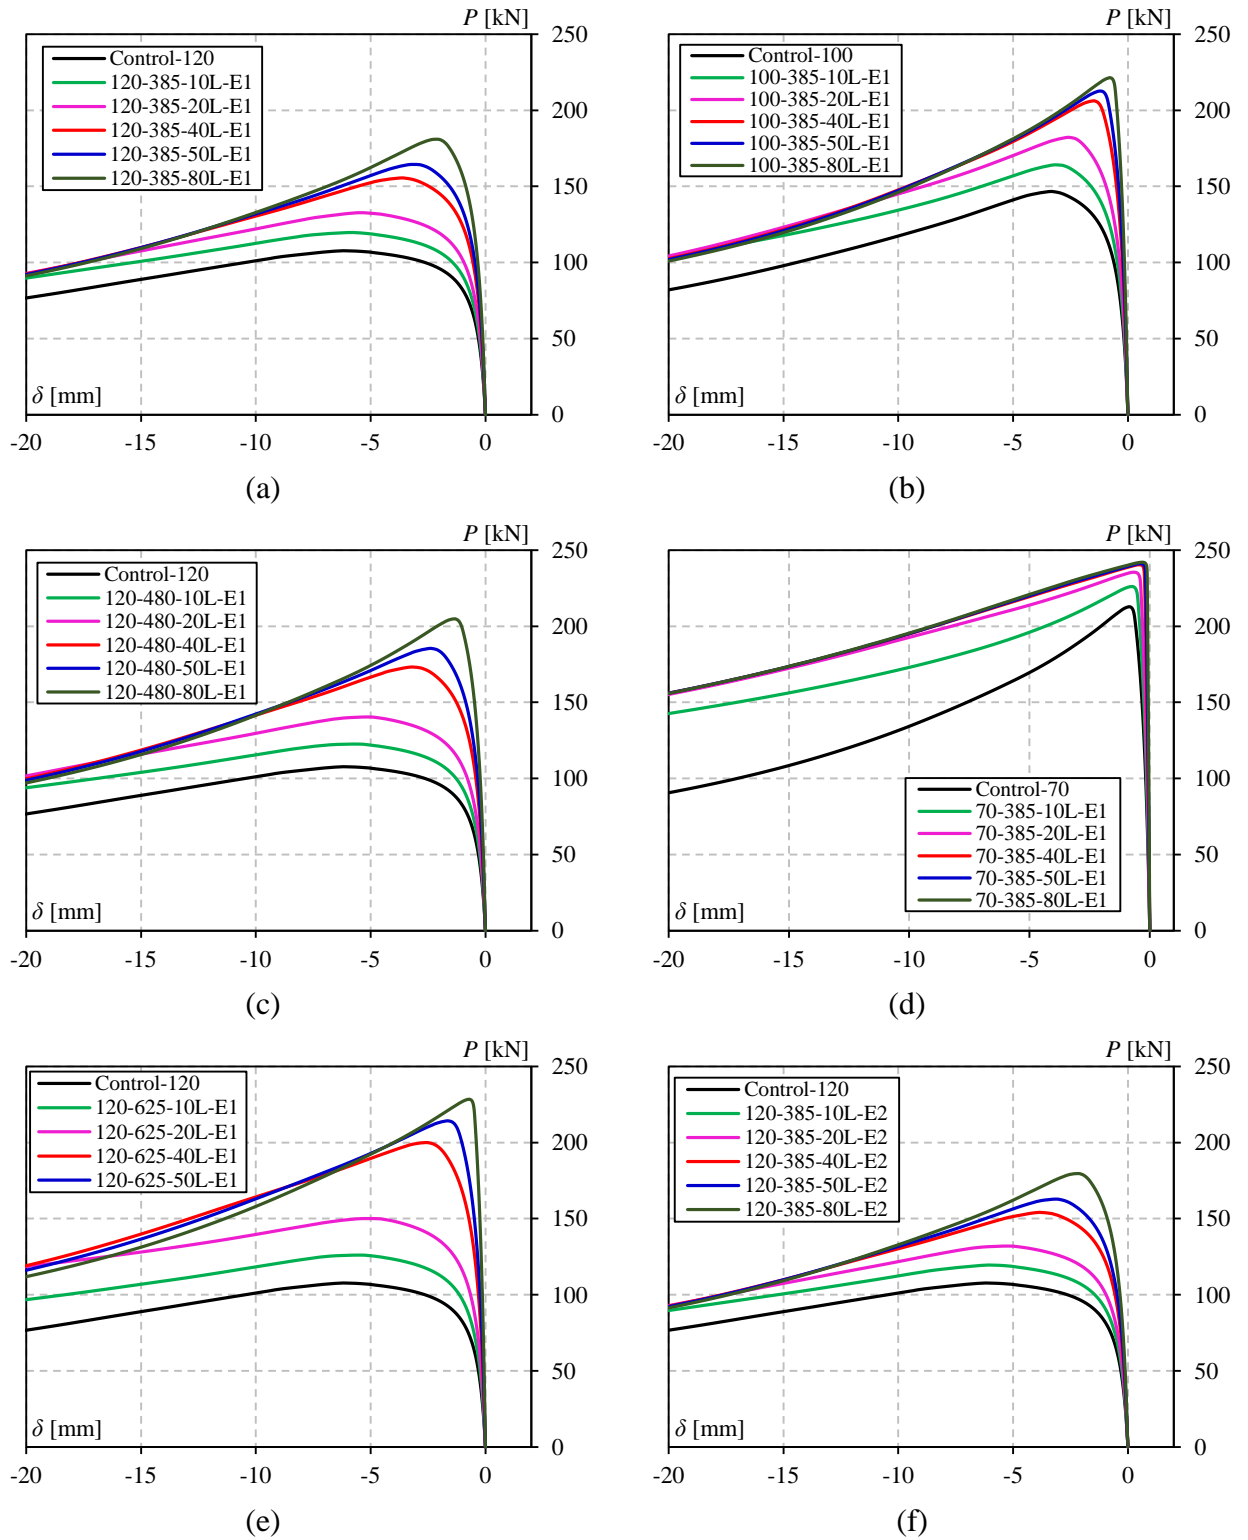 P [kN]
250
200
150
100
50
0
Control-120
120-385-10L-E1
120-385-20L-E1
120-385-40L-E1
120-385-50L-E1
120-385-80L-E1
δ [mm]
-20
-15
-10
-5
0
(a)
P [kN]
250
200
150
100
50
0
Control-100
100-385-10L-E1
100-385-20L-E1
100-385-40L-E1
100-385-50L-E1
100-385-80L-E1
δ [mm]
-20
-15
-10
-5
0
(b)
P [kN]
250
200
150
100
50
0
Control-120
120-480-10L-E1
120-480-20L-E1
120-480-40L-E1
120-480-50L-E1
120-480-80L-E1
δ [mm]
-20
-15
-10
-5
0
(c)
P [kN]
250
200
150
100
50
0
Control-70
70-385-10L-E1
70-385-20L-E1
70-385-40L-E1
70-385-50L-E1
70-385-80L-E1
δ [mm]
-20
-15
-10
-5
0
(d)
P [kN]
250
200
150
100
50
0
Control-120
120-625-10L-E1
120-625-20L-E1
120-625-40L-E1
120-625-50L-E1
δ [mm]
-20
-15
-10
-5
0
(e)
P [kN]
250
200
150
100
50
0
Control-120
120-385-10L-E2
120-385-20L-E2
120-385-40L-E2
120-385-50L-E2
120-385-80L-E2
δ [mm]
-20
-15
-10
-5
0
(f)